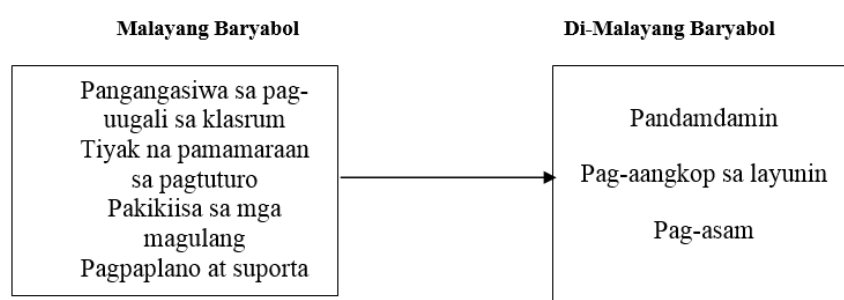 Malayang Baryabol
Di-Malayang Baryabol
Pangangasiwa sa pag-
uugali sa klasrum
Tiyak na pamamaraan
sa pagtuturo
Pakikiisa sa mga
magulang
Pagpaplano at suporta
Pandamdamin
Pag-aangkop sa layunin
Pag-asam